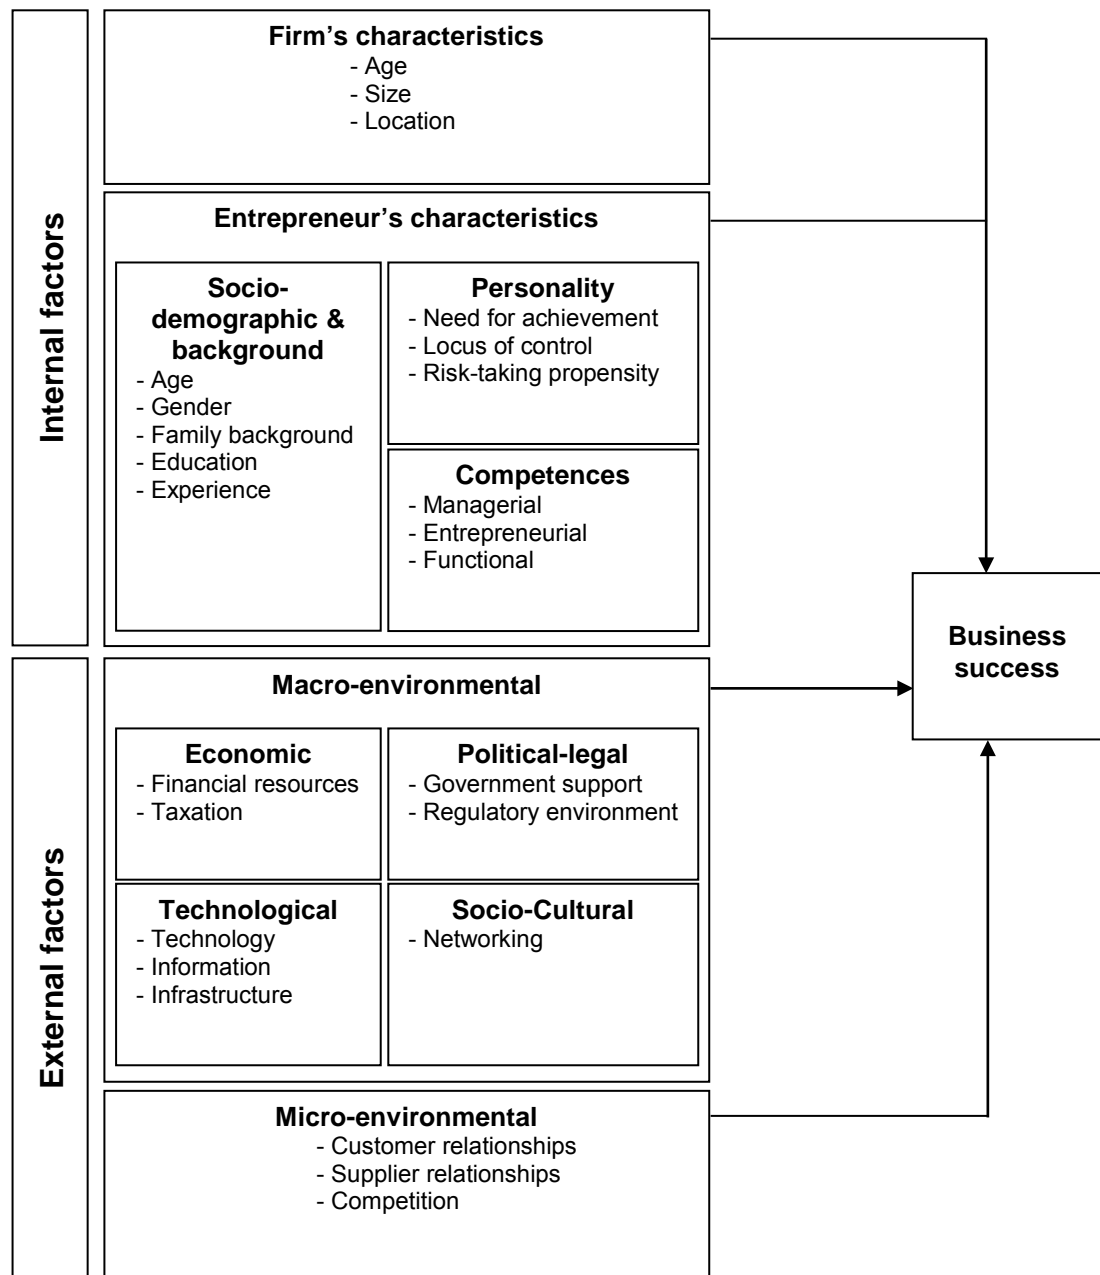 Internal factors
Firm’s characteristics
- Age
- Size
- Location
Entrepreneur’s characteristics
Socio-
demographic &
background
- Age
- Gender
- Family background
- Education
- Experience
Personality
- Need for achievement
- Locus of control
- Risk-taking propensity
Competences
- Managerial
- Entrepreneurial
- Functional
Business
success
External factors
Macro-environmental
Economic
- Financial resources
- Taxation
Political-legal
- Government support
- Regulatory environment
Technological
- Technology
- Information
- Infrastructure
Socio-Cultural
- Networking
Micro-environmental
- Customer relationships
- Supplier relationships
- Competition